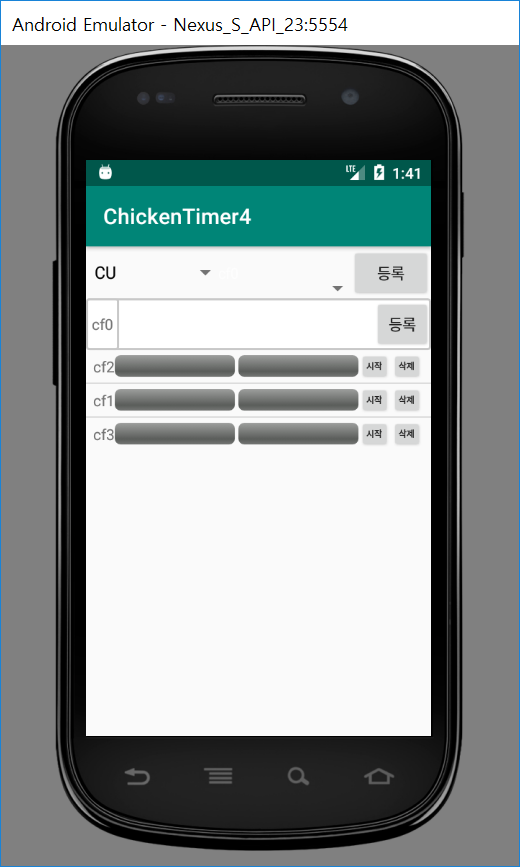 Android Emulator - Nexus_S_API_23:5554
LTE 1:41
ChickenTimer4
CU 등록
cf0 등록
cf2 시작 삭제
cf1 시작 삭제
cf3 시작 삭제